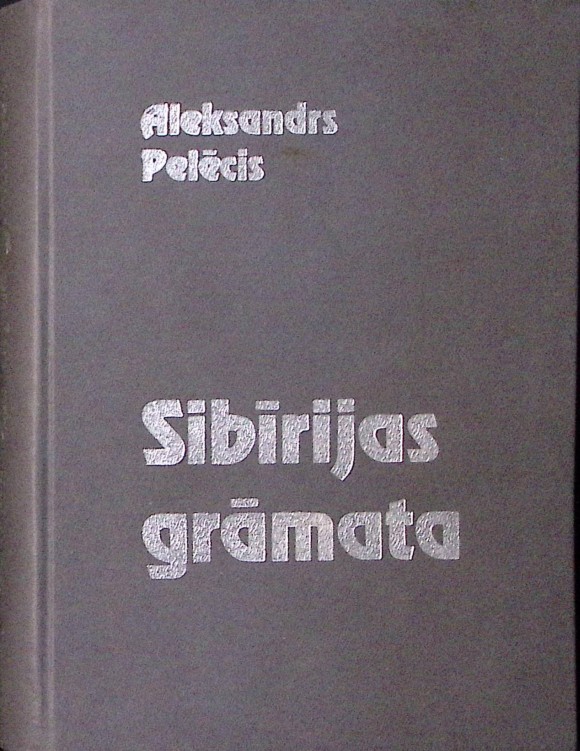 Aleksandrs
Pelēcis
Sibīrijas
grāmata